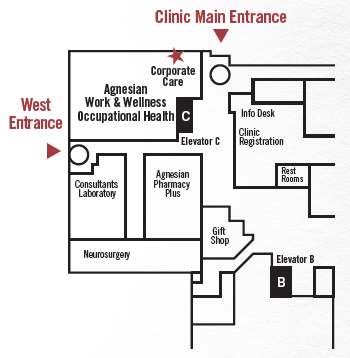 Clinic Main Entrance
Corporate
Care
Agnesian
Work & Wellness
Occupational Health
C
West
Entrance
Info Desk
Clinic
Registration
Elevator C
Rest
Rooms
Consultants
Laboratory
Agnesian
Pharmacy
Plus
Gift
Shop
Neurosurgery
Elevator B
B